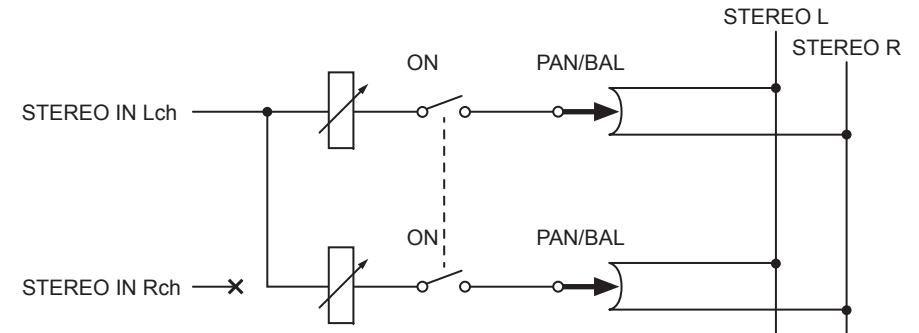 STEREO L
STEREO R
ON
PAN/BAL
STEREO IN Lch
ON
PAN/BAL
STEREO IN Rch